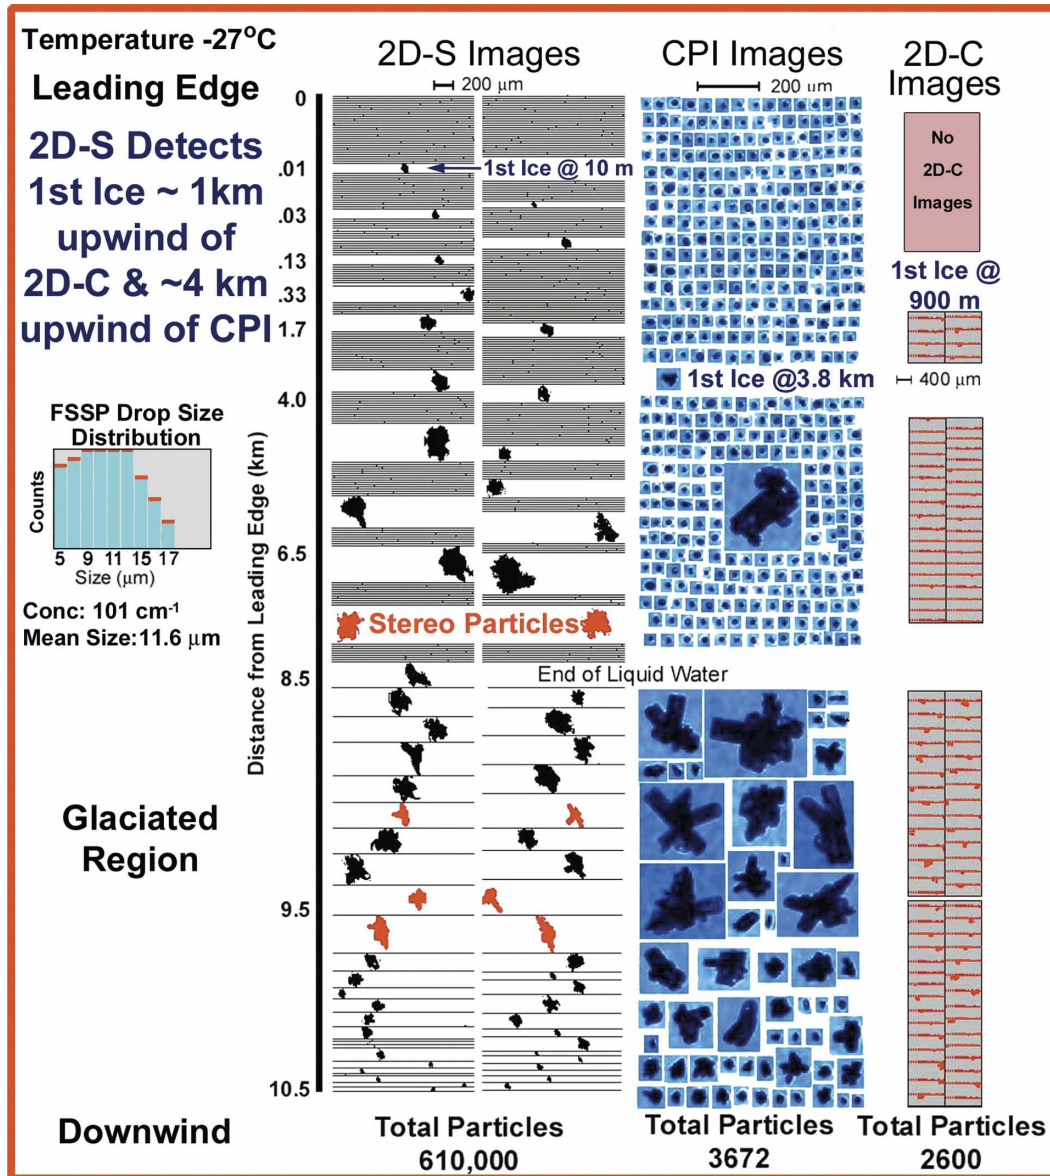 Temperature -27°C
Leading Edge
2D-S Detects
1st Ice ~ 1km
upwind of
2D-C & ~4 km
upwind of CPI
FSSP Drop Size
Distribution
Counts
5 9 11 15 17
Size (μm)
Conc: 101 cm-1
Mean Size:11.6 μm
Glaciated
Region
Downwind
Distance from Leading Edge (km)
0
.01
.03
.13
.33
1.7
4.0
6.5
8.5
9.5
10.5
2D-S Images
200 μm
1st Ice @ 10 m
Stereo Particles
End of Liquid Water
Total Particles
610,000
CPI Images
200 μm
1st Ice @3.8 km
Total Particles
3672
2D-C
Images
No
2D-C
Images
1st Ice @
900 m
400 μm
Total Particles
2600